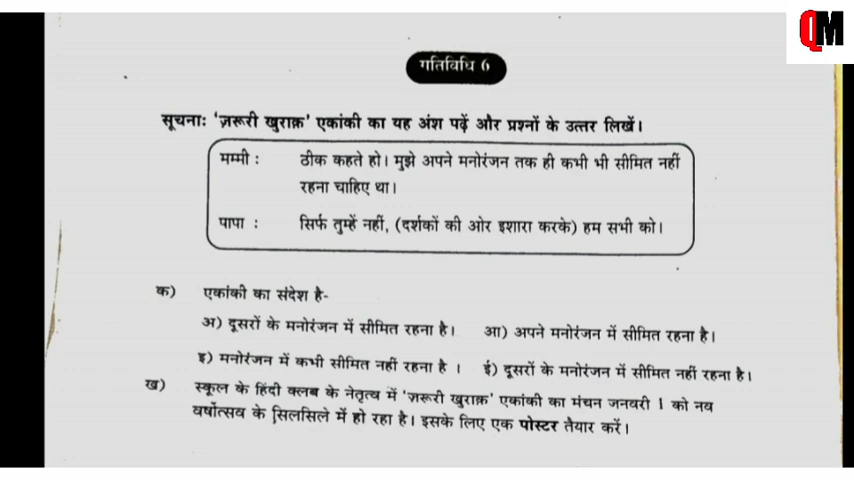 QM
गतिविधि 6
सूचनाः 'ज़रूरी खुराक़' एकांकी का यह अंश पढ़ें और प्रश्नों के उत्तर लिखें।
मम्मी : ठीक कहते हो। मुझे अपने मनोरंजन तक ही कभी भी सीमित नहीं
रहना चाहिए था।
पापा : सिर्फ तुम्हें नहीं, (दर्शकों की ओर इशारा करके) हम सभी को।
क) एकांकी का संदेश है-
अ) दूसरों के मनोरंजन में सीमित रहना है। आ) अपने मनोरंजन में सीमित रहना है।
इ) मनोरंजन में कभी सीमित नहीं रहना है । ई) दूसरों के मनोरंजन में सीमित नहीं रहना है।
ख) स्कूल के हिंदी क्लब के नेतृत्व में 'ज़रूरी खुराक़' एकांकी का मंचन जनवरी 1 को नव
वर्षोत्सव के सिलसिले में हो रहा है। इसके लिए एक पोस्टर तैयार करें।